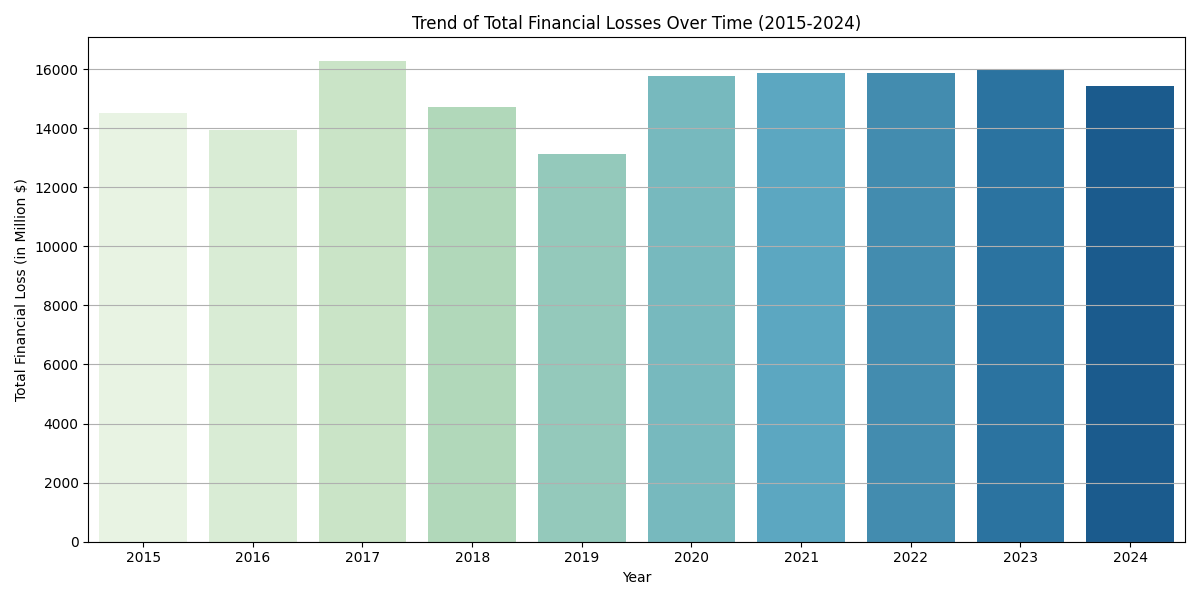 Trend of Total Financial Losses Over Time (2015-2024)
Total Financial Loss (in Million $)
16000
14000
12000
10000
8000
6000
4000
2000
0
2015 2016 2017 2018 2019 2020 2021 2022 2023 2024
Year